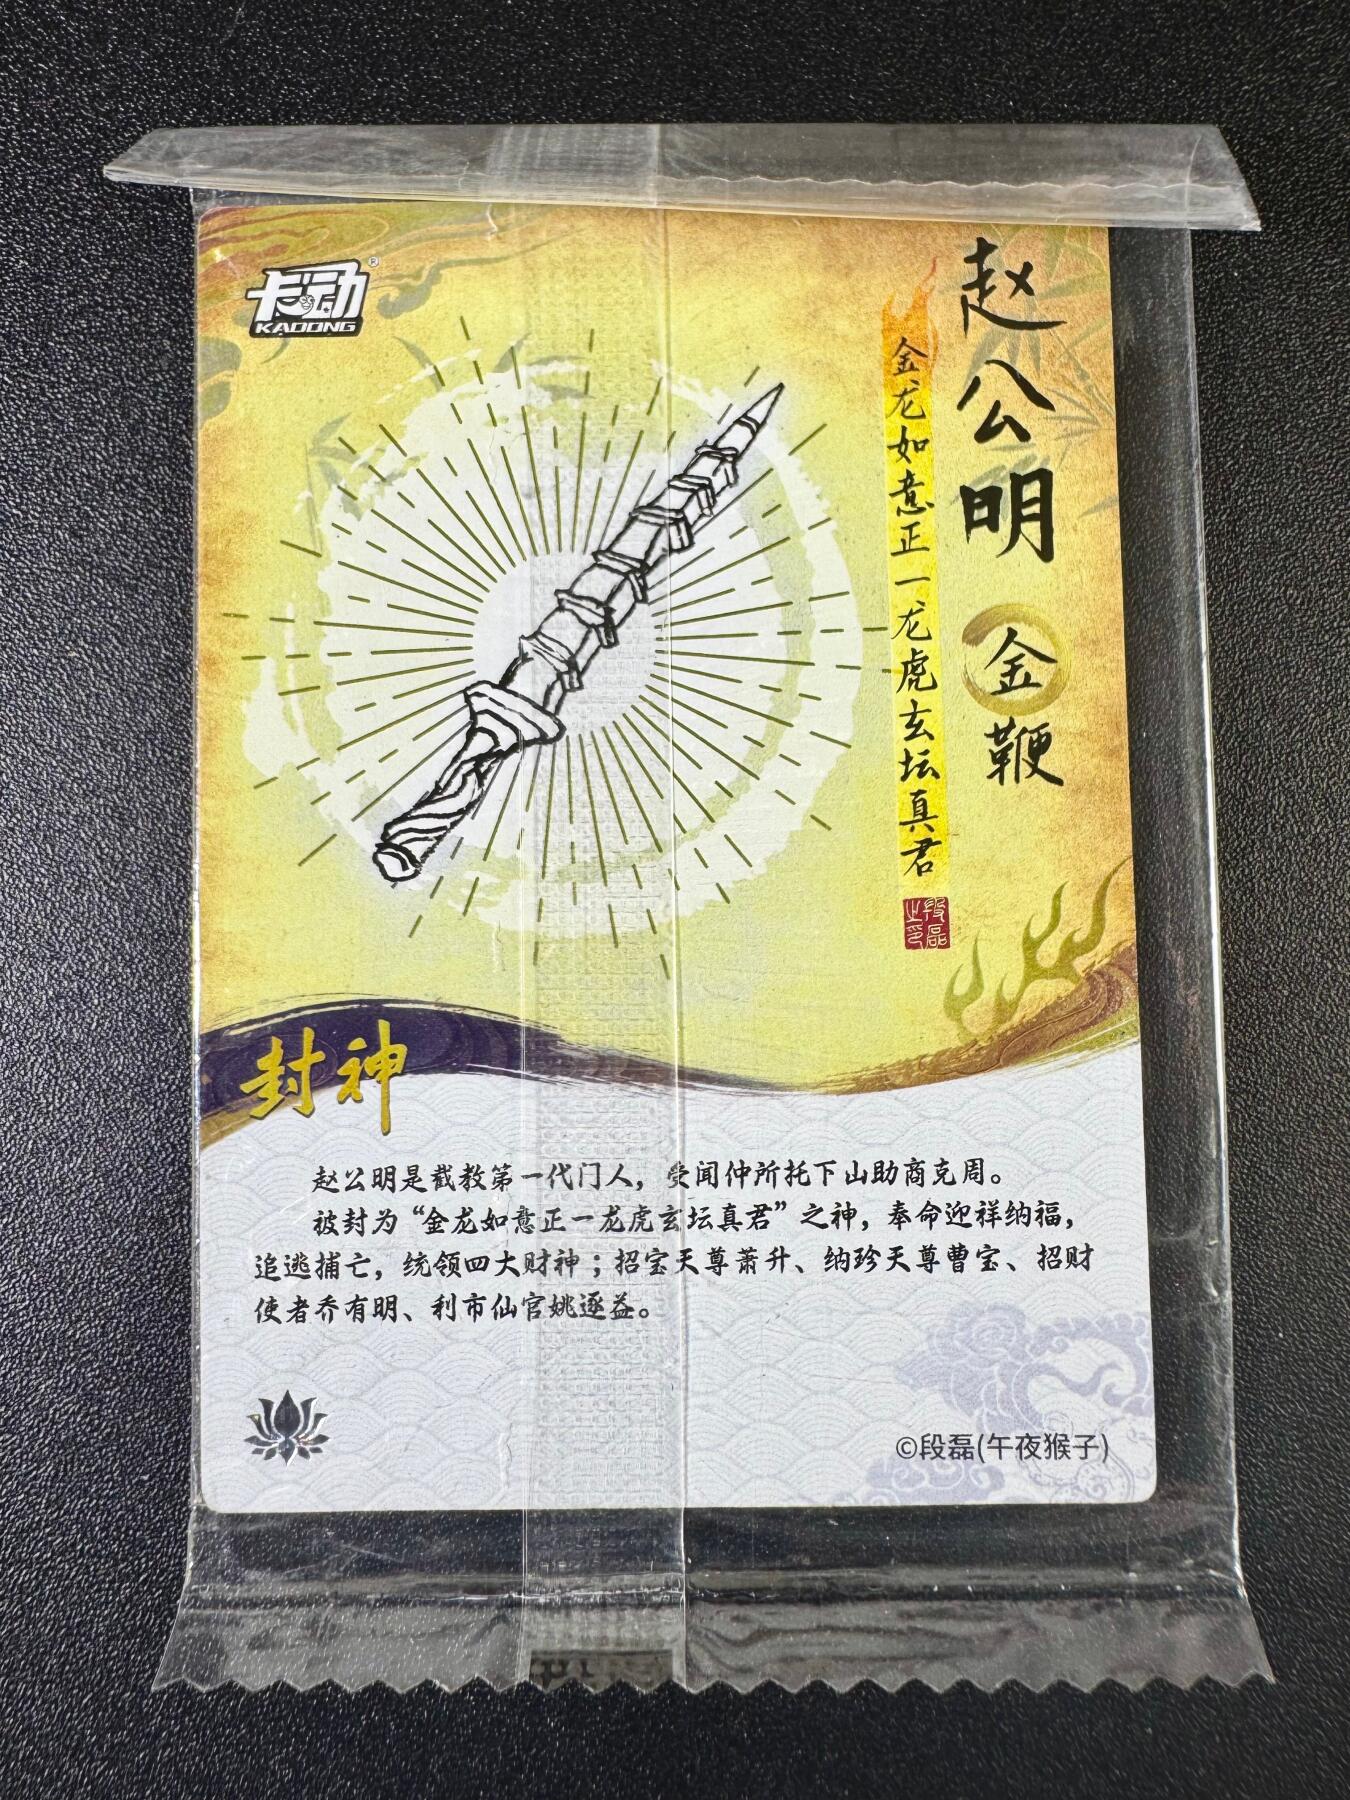 卡动®
KADONG
赵公明 金鞭
金龙如意正一龙虎玄坛真君
段磊之印
封神
赵公明是截教第一代门人，受闻仲所托下山助商克周。
被封为“金龙如意正一龙虎玄坛真君”之神，奉命迎祥纳福，
追逃捕亡，统领四大财神；招宝天尊萧升、纳珍天尊曹宝、招财
使者乔有明、利市仙官姚逐益。
©段磊(午夜猴子)